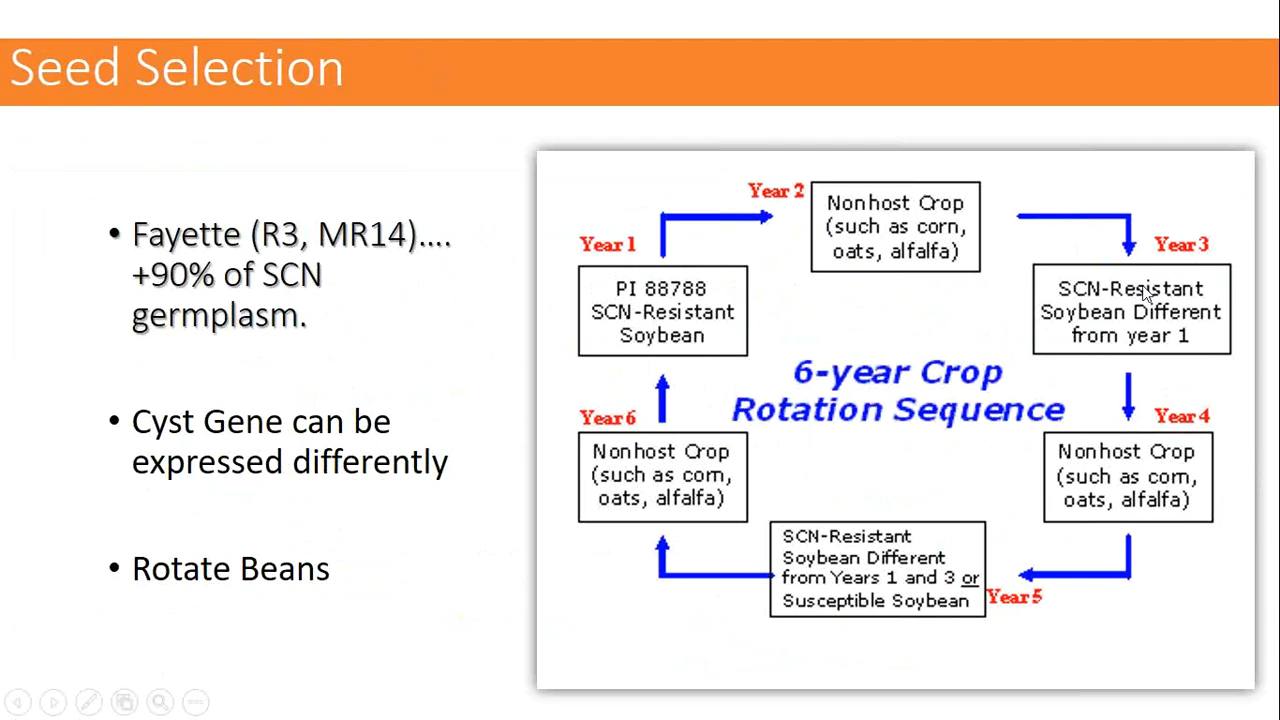 Seed Selection
• Fayette (R3, MR14)....
+90% of SCN
germplasm.
• Cyst Gene can be
expressed differently
• Rotate Beans
Year 1
PI 88788
SCN-Resistant
Soybean
Year 2
Nonhost Crop
(such as corn,
oats, alfalfa)
Year 3
SCN-Resistant
Soybean Different
from year 1
6-year Crop
Rotation Sequence
Year 4
Nonhost Crop
(such as corn,
oats, alfalfa)
Year 5
SCN-Resistant
Soybean Different
from Years 1 and 3 or
Susceptible Soybean
Year 6
Nonhost Crop
(such as corn,
oats, alfalfa)